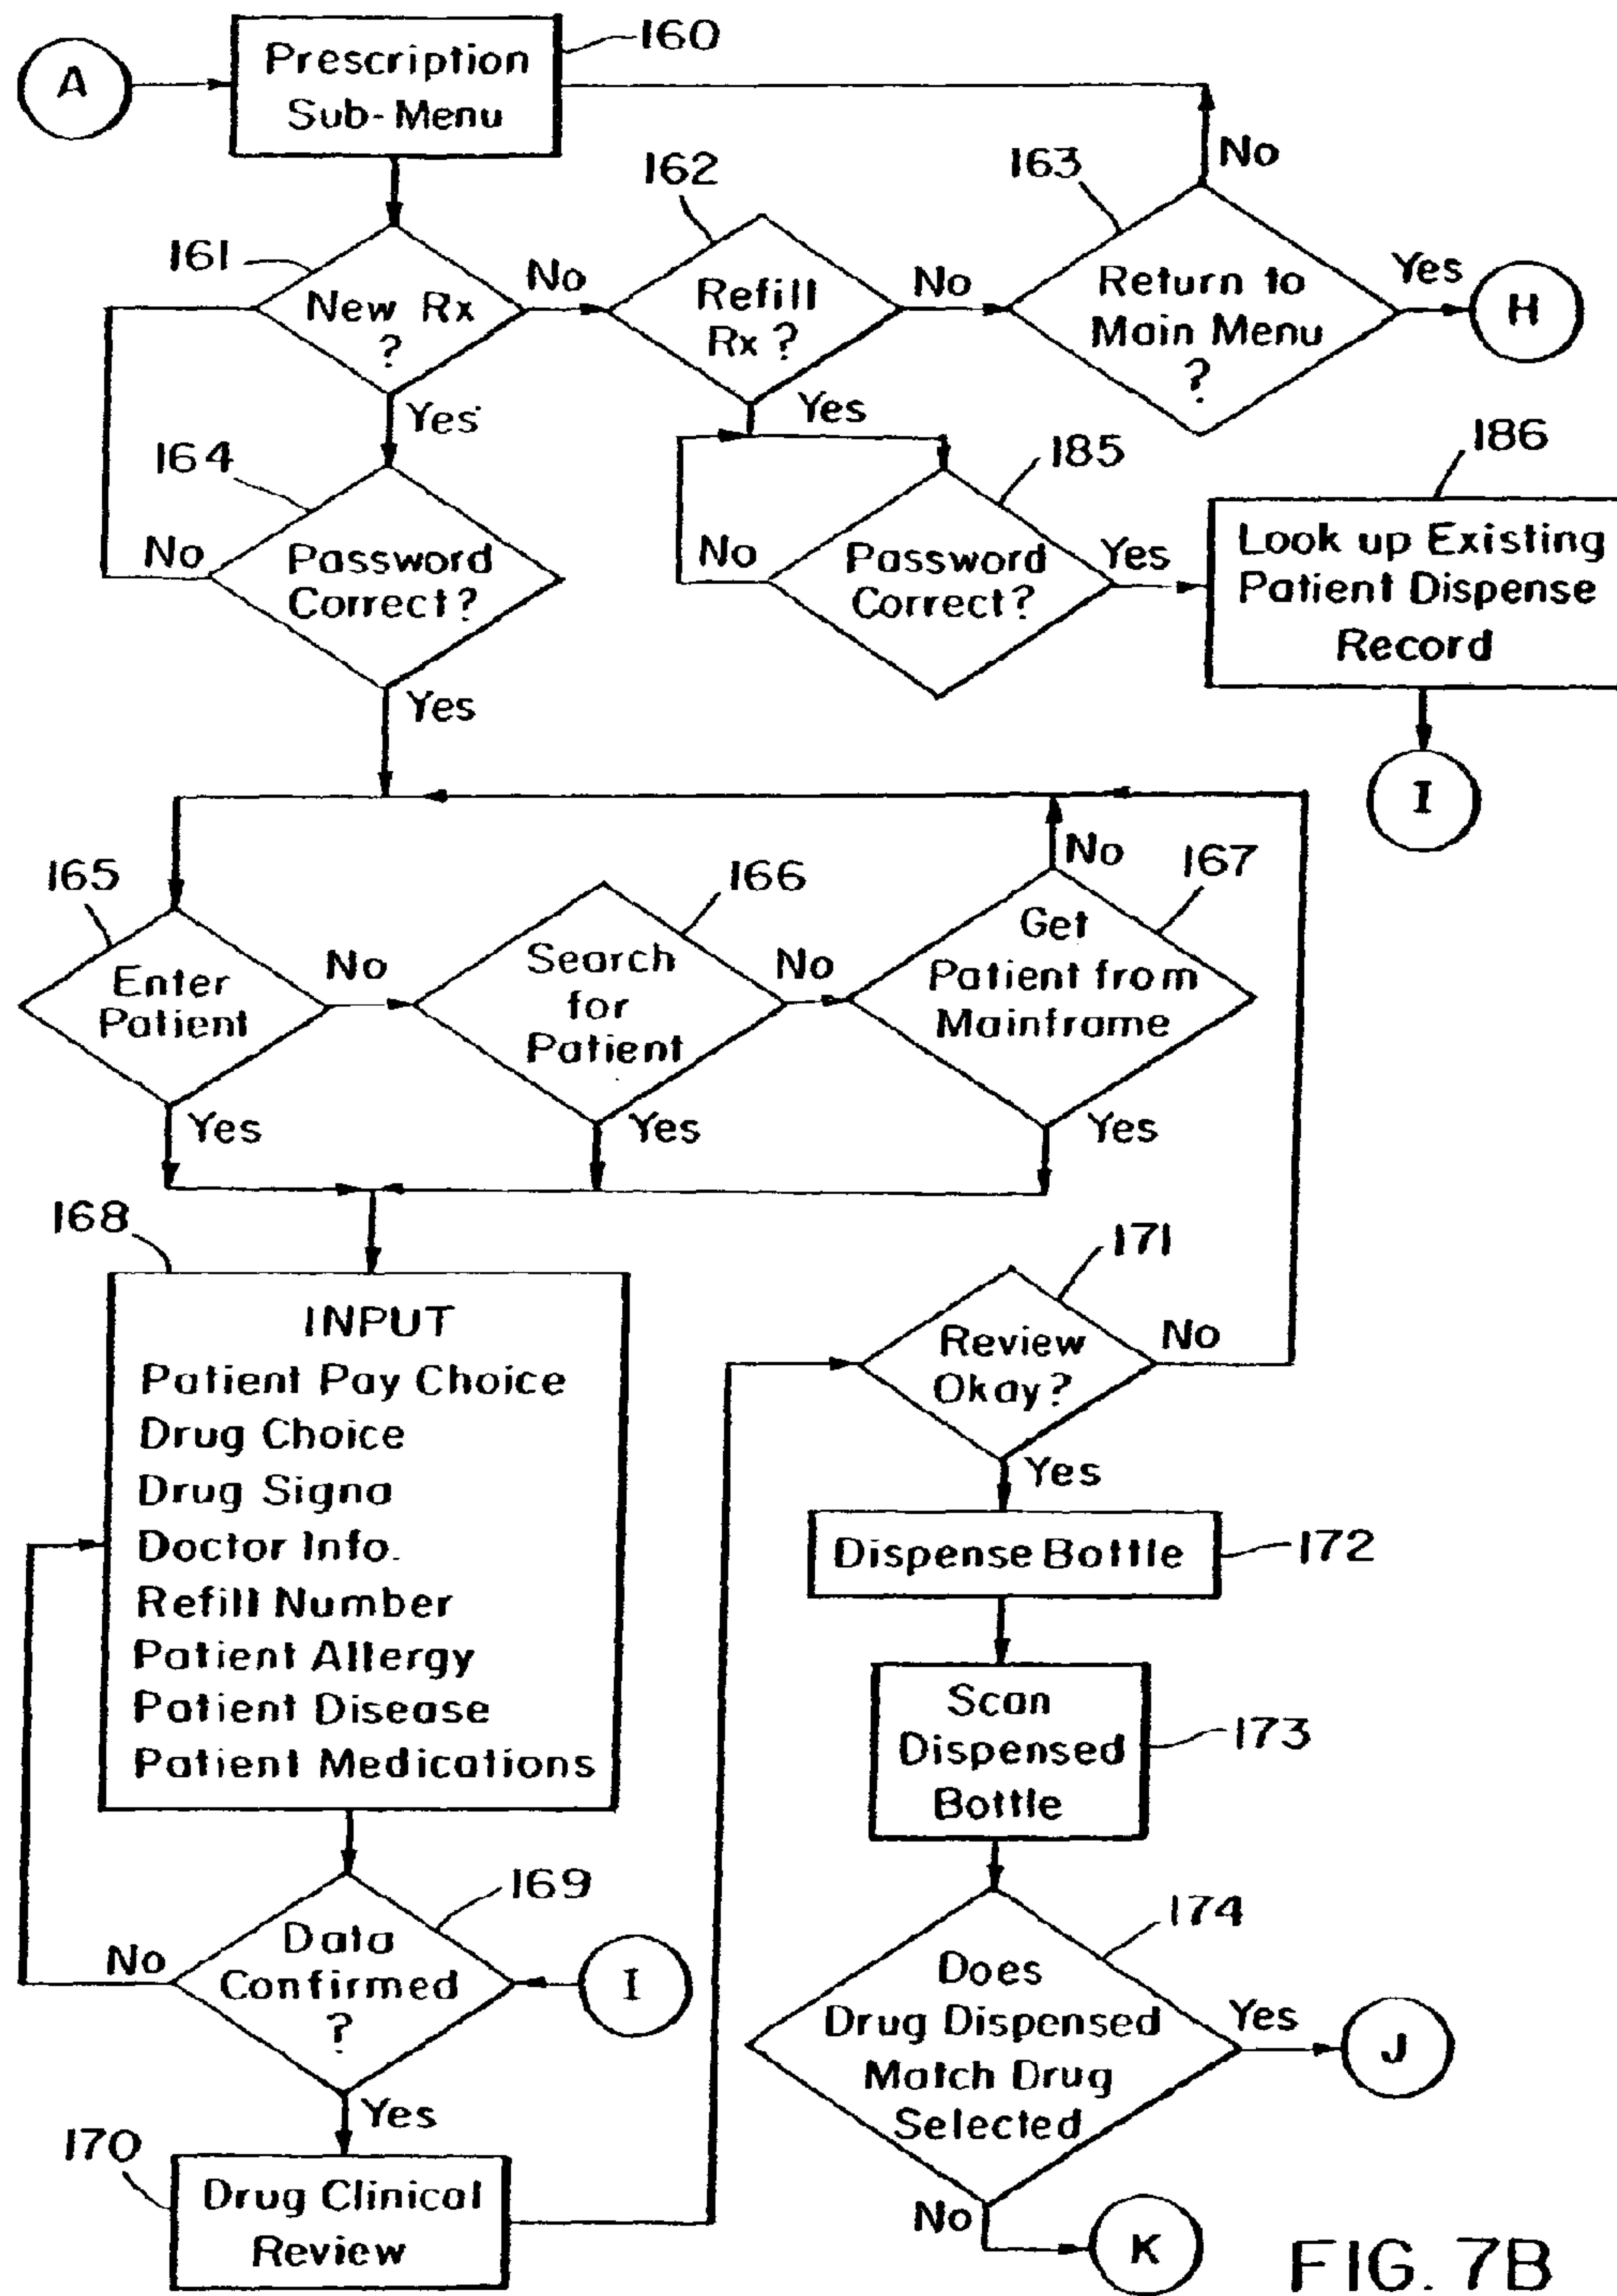 A
Prescription
Sub-Menu
160
No
161
New Rx
?
No
162
Refill
Rx?
No
163
Return to
Main Menu
?
Yes
H
Yes
Yes
164
Password
Correct?
No
185
Password
Correct?
No
Yes
186
Look up Existing
Patient Dispense
Record
I
Yes
165
Enter
Patient
No
166
Search
for
Patient
No
167
Get
Patient from
Mainframe
No
Yes
Yes
Yes
168
INPUT
Patient Pay Choice
Drug Choice
Drug Signa
Doctor Info.
Refill Number
Patient Allergy
Patient Disease
Patient Medications
169
Data
Confirmed
?
No
I
Yes
170
Drug Clinical
Review
171
Review
Okay?
No
Yes
Dispense Bottle
172
Scan
Dispensed
Bottle
173
174
Does
Drug Dispensed
Match Drug
Selected
Yes
J
No
K
FIG. 7B